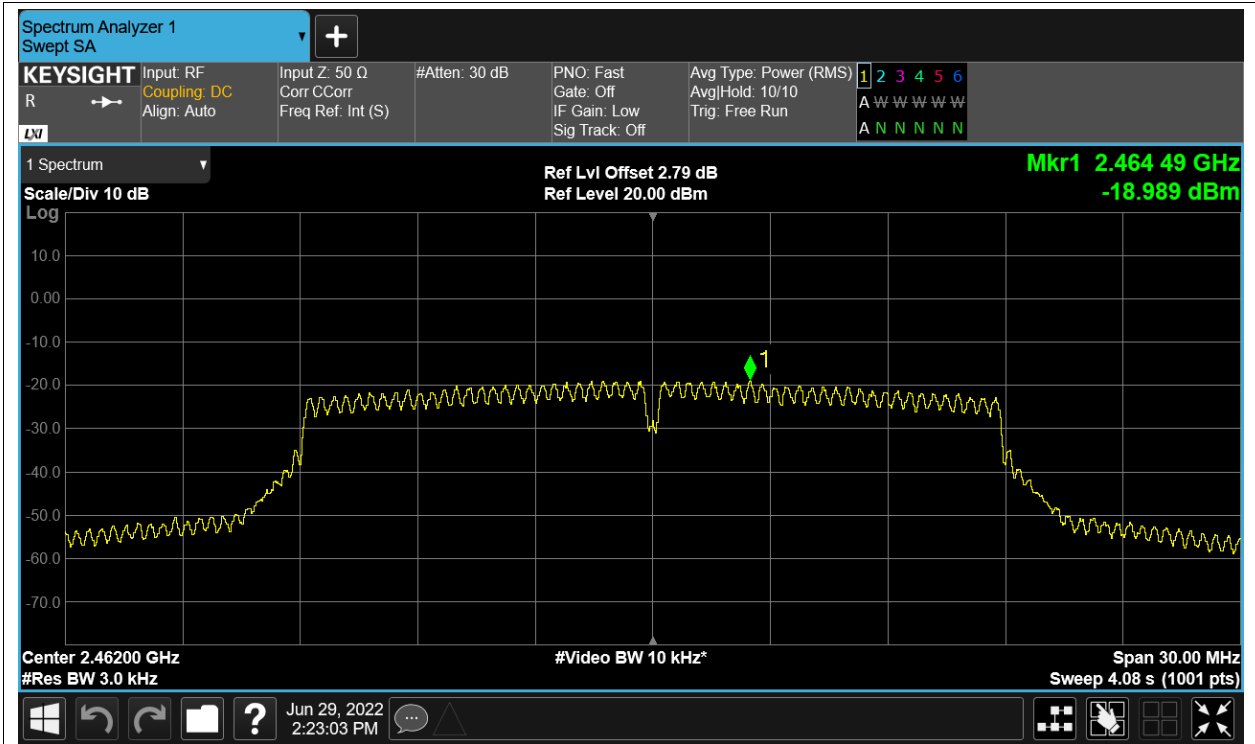 Spectrum Analyzer 1
Swept SA
KEYSIGHT
R
LXI
Input: RF
Coupling: DC
Align: Auto
Input Z: 50 Ω
Corr CCorr
Freq Ref: Int (S)
#Atten: 30 dB
PNO: Fast
Gate: Off
IF Gain: Low
Sig Track: Off
Avg Type: Power (RMS)
Avg|Hold: 10/10
Trig: Free Run
1 2 3 4 5 6
A W W W W W
A N N N N N
1 Spectrum
Scale/Div 10 dB
Log
Ref Lvl Offset 2.79 dB
Ref Level 20.00 dBm
Mkr1 2.464 49 GHz
-18.989 dBm
10.0
0.00
-10.0
1
-20.0
-30.0
-40.0
-50.0
-60.0
-70.0
Center 2.46200 GHz
#Res BW 3.0 kHz
#Video BW 10 kHz*
Span 30.00 MHz
Sweep 4.08 s (1001 pts)
?
Jun 29, 2022
2:23:03 PM